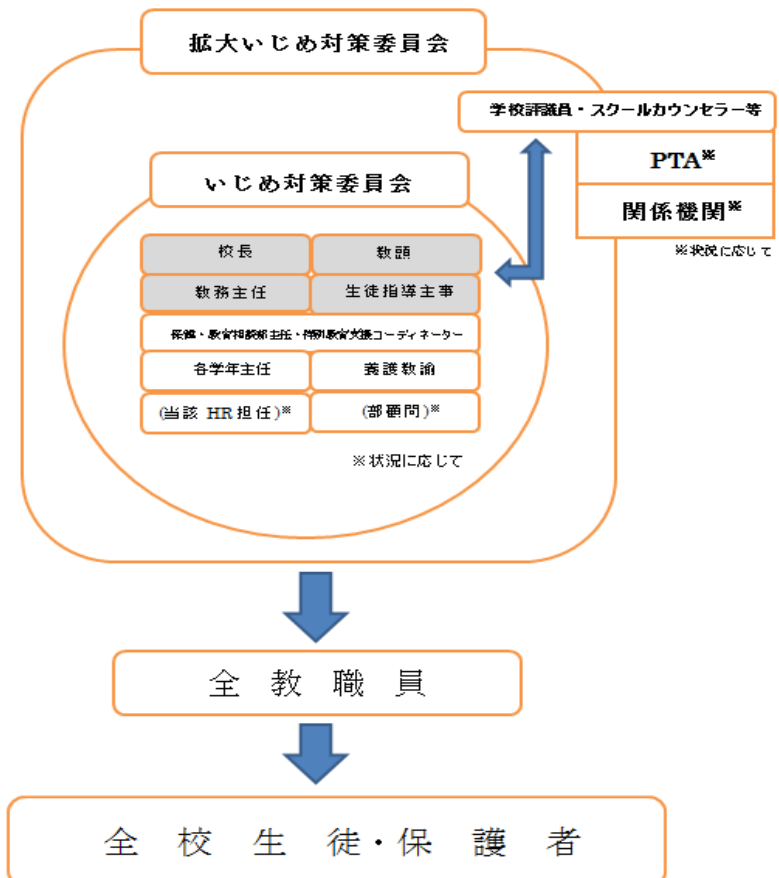 拡大いじめ対策委員会
学校評議員・スクールカウンセラー等
PTA※
関係機関※
※状況に応じて
いじめ対策委員会
校長 教頭
教務主任 生徒指導主事
保健・教育相談部主任・特別教育支援コーディネーター
各学年主任 養護教諭
(当該 HR 担任)※ (部顧問)※
※状況に応じて
全教職員
全校生徒・保護者